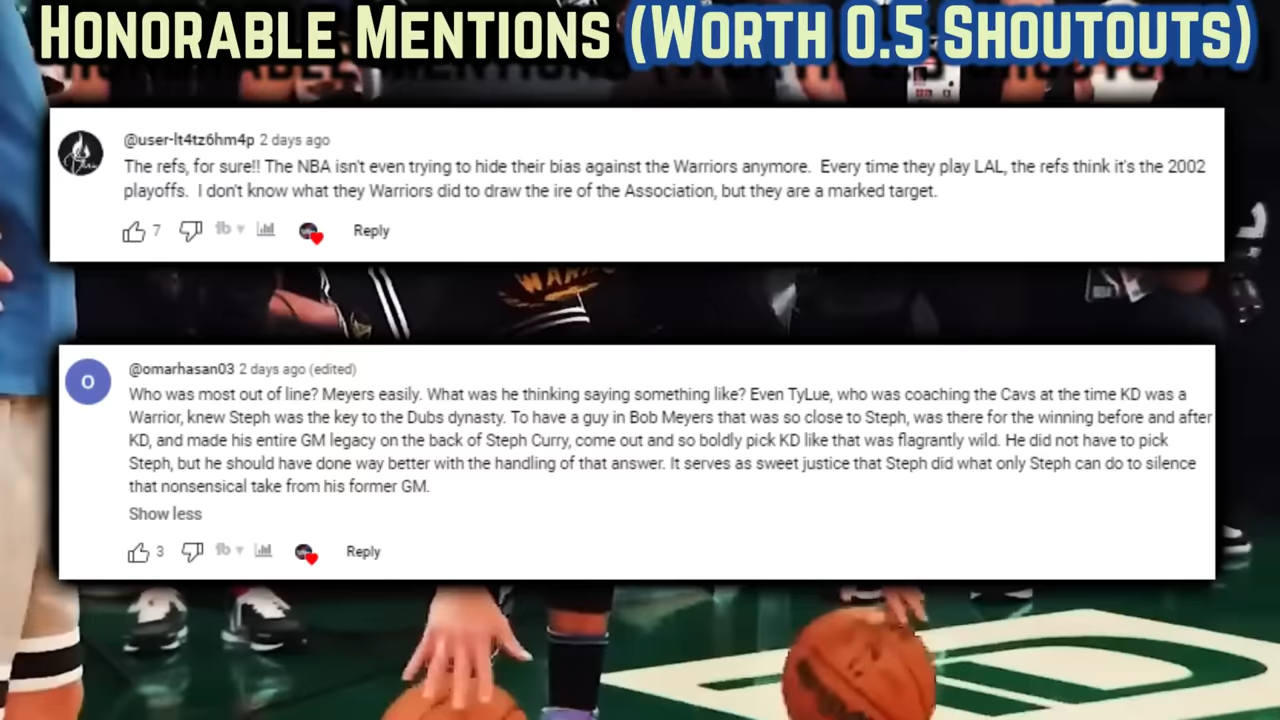 HONORABLE MENTIONS (WORTH 0.5 SHOUTOUTS)
@user-lt4tz6hm4p 2 days ago
The refs, for sure!! The NBA isn't even trying to hide their bias against the Warriors anymore. Every time they play LAL, the refs think it's the 2002
playoffs. I don't know what they Warriors did to draw the ire of the Association, but they are a marked target.
7 Reply
O
@omarhasan03 2 days ago (edited)
Who was most out of line? Meyers easily. What was he thinking saying something like? Even TyLue, who was coaching the Cavs at the time KD was a
Warrior, knew Steph was the key to the Dubs dynasty. To have a guy in Bob Meyers that was so close to Steph, was there for the winning before and after
KD, and made his entire GM legacy on the back of Steph Curry, come out and so boldly pick KD like that was flagrantly wild. He did not have to pick
Steph, but he should have done way better with the handling of that answer. It serves as sweet justice that Steph did what only Steph can do to silence
that nonsensical take from his former GM.
Show less
3 Reply